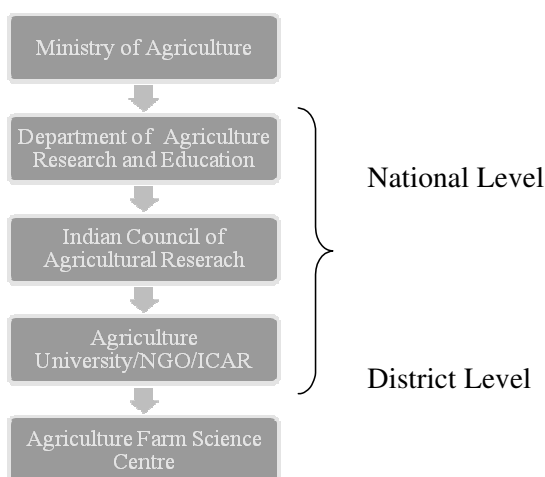 Ministry of Agriculture
Department of Agriculture
Research and Education
National Level
Indian Council of
Agricultural Reserach
Agriculture
University/NGO/ICAR
District Level
Agriculture Farm Science
Centre